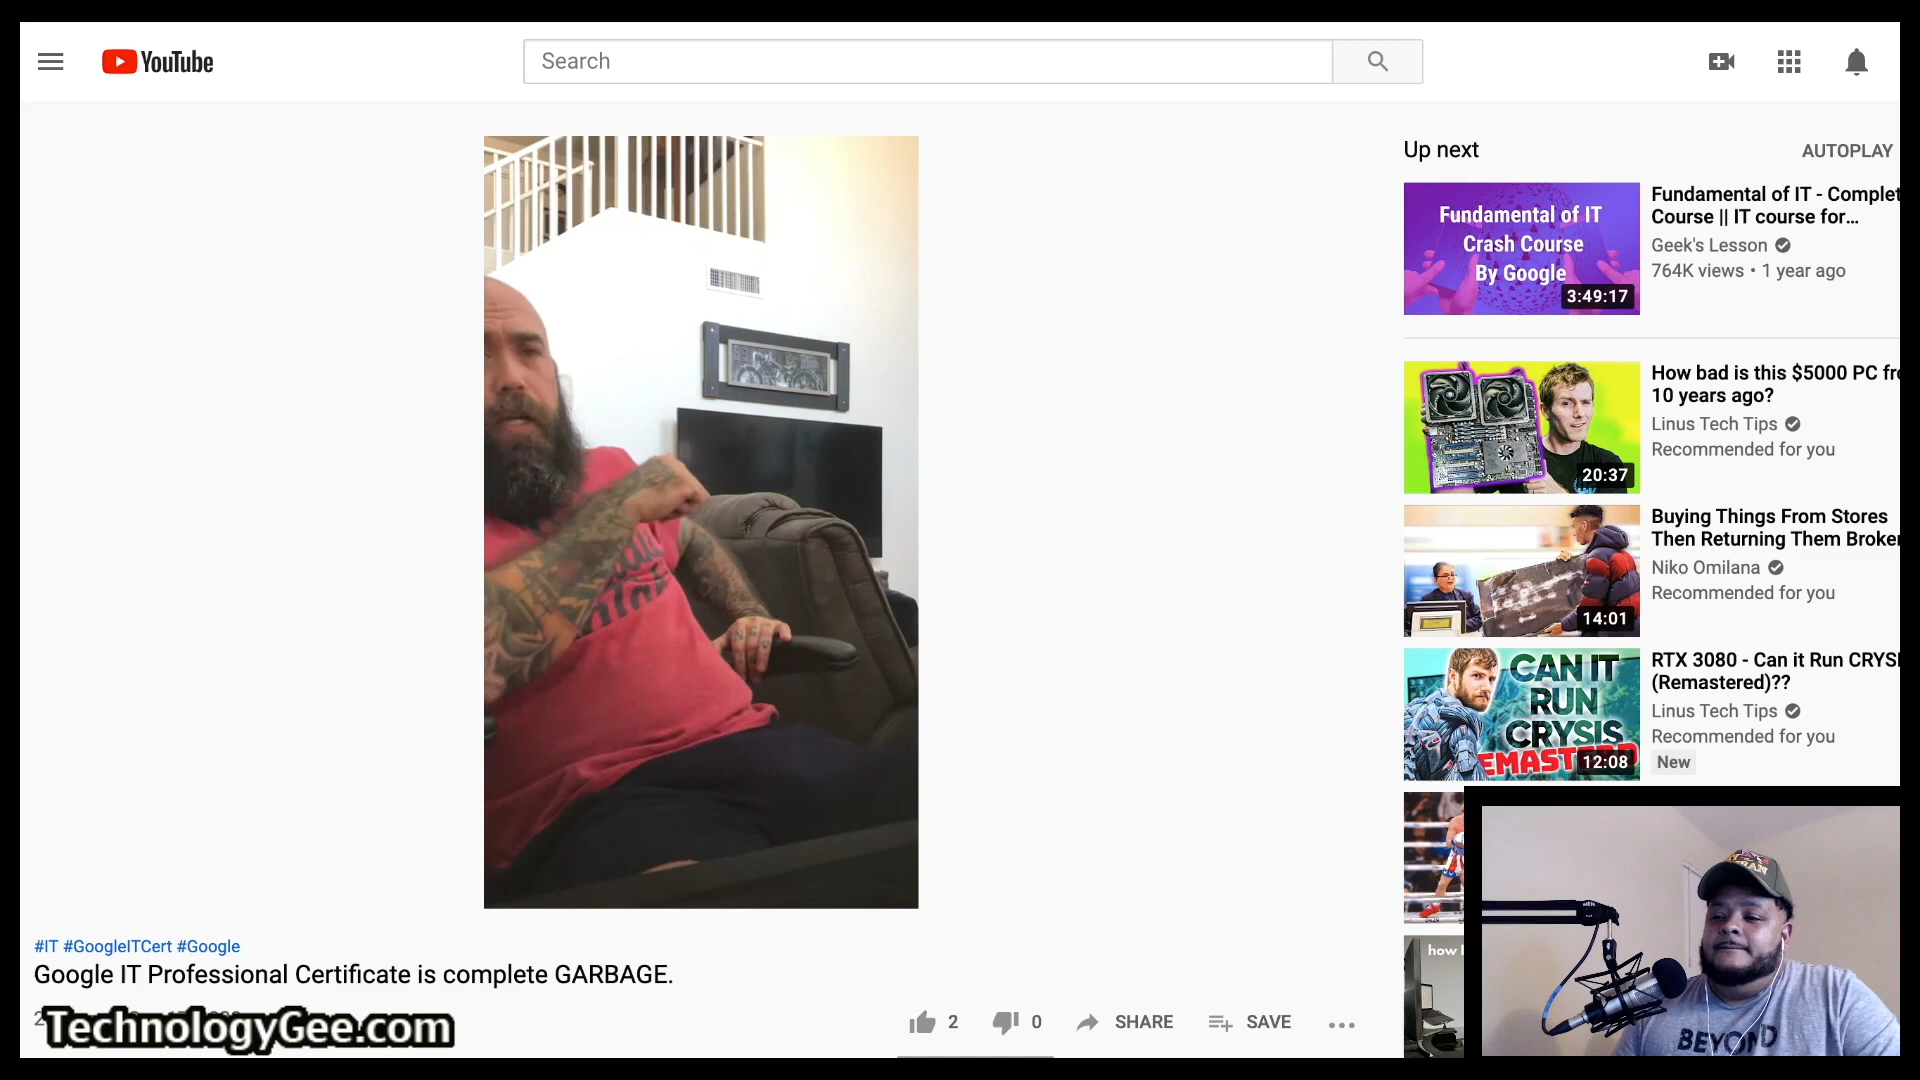 YouTube
Search
Up next
AUTOPLAY
Fundamental of IT
Crash Course
By Google
3:49:17
Fundamental of IT - Complet
Course || IT course for...
Geek's Lesson
764K views • 1 year ago
20:37
How bad is this $5000 PC fr
10 years ago?
Linus Tech Tips
Recommended for you
14:01
Buying Things From Stores
Then Returning Them Broke
Niko Omilana
Recommended for you
CAN IT
RUN
CRYSIS
EMASTER
12:08
RTX 3080 - Can it Run CRYSI
(Remastered)??
Linus Tech Tips
Recommended for you
New
how
#IT #GoogleITCert #Google
Google IT Professional Certificate is complete GARBAGE.
TechnologyGee.com
2
0
SHARE
SAVE
BEYOND